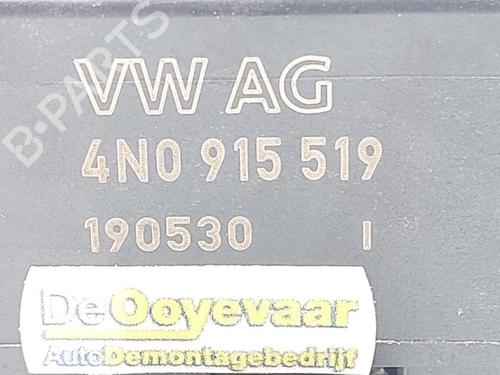 B-PARTS
VW AG
4N0 915 519
190530 I
De Ooyevaar
AutoDemontagebedrijf